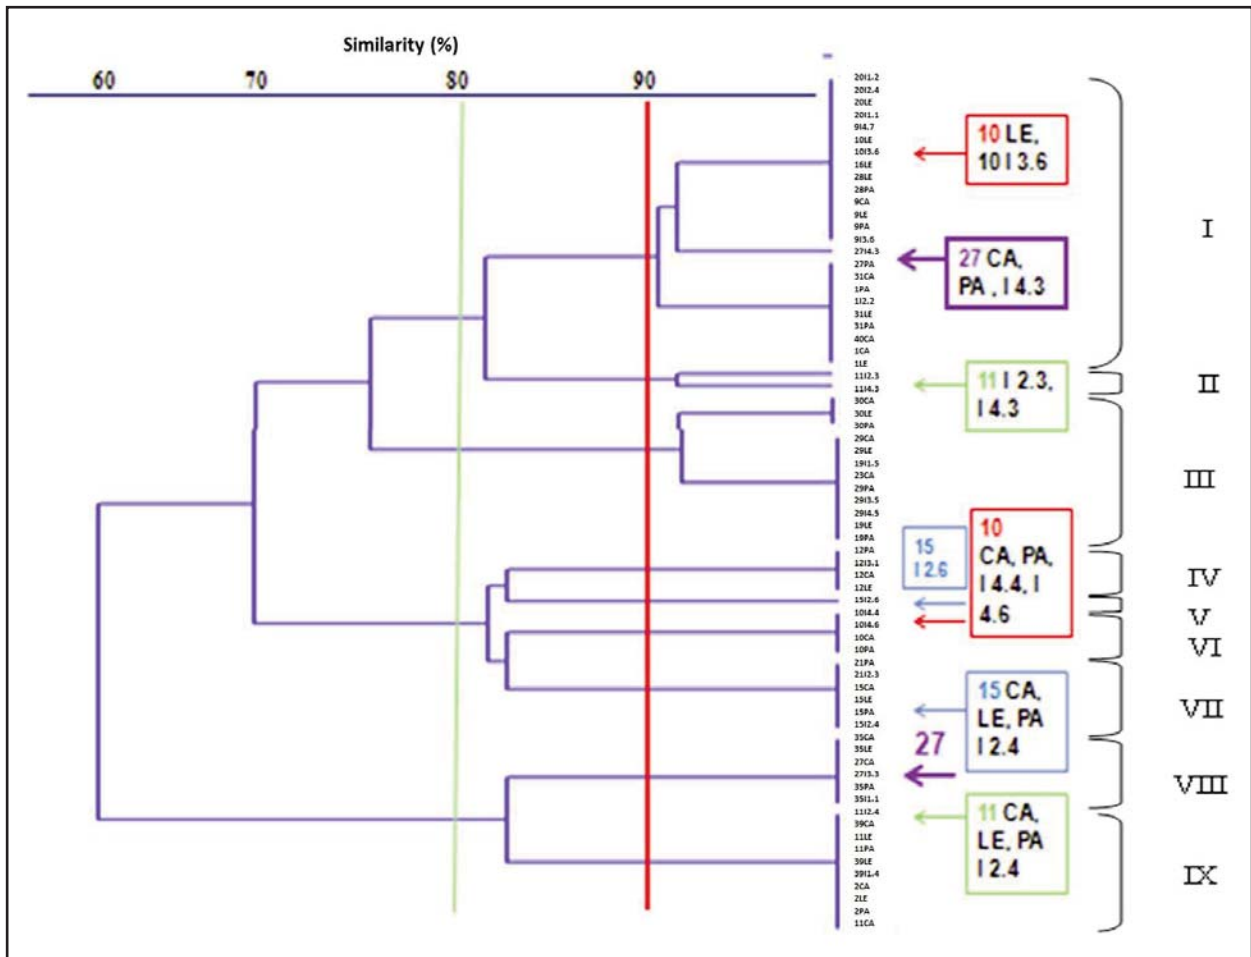 Similarity (%)
60 70 80 90
20I1.2
20I2.4
20LE
20I1.1
9I4.7
10LE
10I3.6
16LE
28LE
28PA
9CA
9LE
9PA
9I3.6
27I4.3
27PA
31CA
1PA
1I2.2
31LE
31PA
40CA
1CA
1LE
11I2.3
11I4.3
30CA
30LE
30PA
29CA
29LE
19I1.5
23CA
29PA
29I3.5
29I4.5
19LE
19PA
12PA
12I3.1
12CA
12LE
15I2.6
10I4.4
10I4.6
10CA
10PA
21PA
21I2.3
15CA
15LE
15PA
15I2.4
35CA
35LE
27CA
27I3.3
35PA
35I1.1
11I2.4
39CA
11LE
11PA
39LE
39I1.4
2CA
2LE
2PA
11CA
10 LE,
10 I 3.6
27 CA,
PA , I 4.3
11 I 2.3,
I 4.3
15
I 2.6
10
CA, PA,
I 4.4, I
4.6
15 CA,
LE, PA
I 2.4
27
11 CA,
LE, PA
I 2.4
I
II
III
IV
V
VI
VII
VIII
IX